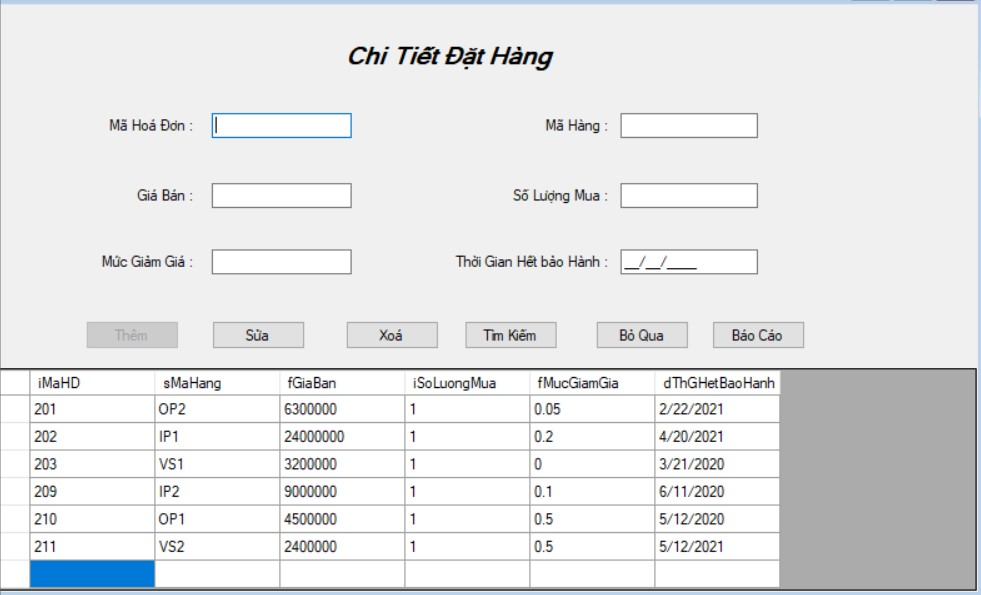 Chi Tiết Đặt Hàng
Mã Hoá Đơn : Mã Hàng :
Giá Bán : Số Lượng Mua :
Mức Giảm Giá : Thời Gian Hết bảo Hành : __/__/____
Thêm Sửa Xoá Tìm Kiếm Bỏ Qua Báo Cáo
iMaHD sMaHang fGiaBan iSoLuongMua fMucGiamGia dThGHetBaoHanh
201 OP2 6300000 1 0.05 2/22/2021
202 IP1 24000000 1 0.2 4/20/2021
203 VS1 3200000 1 0 3/21/2020
209 IP2 9000000 1 0.1 6/11/2020
210 OP1 4500000 1 0.5 5/12/2020
211 VS2 2400000 1 0.5 5/12/2021